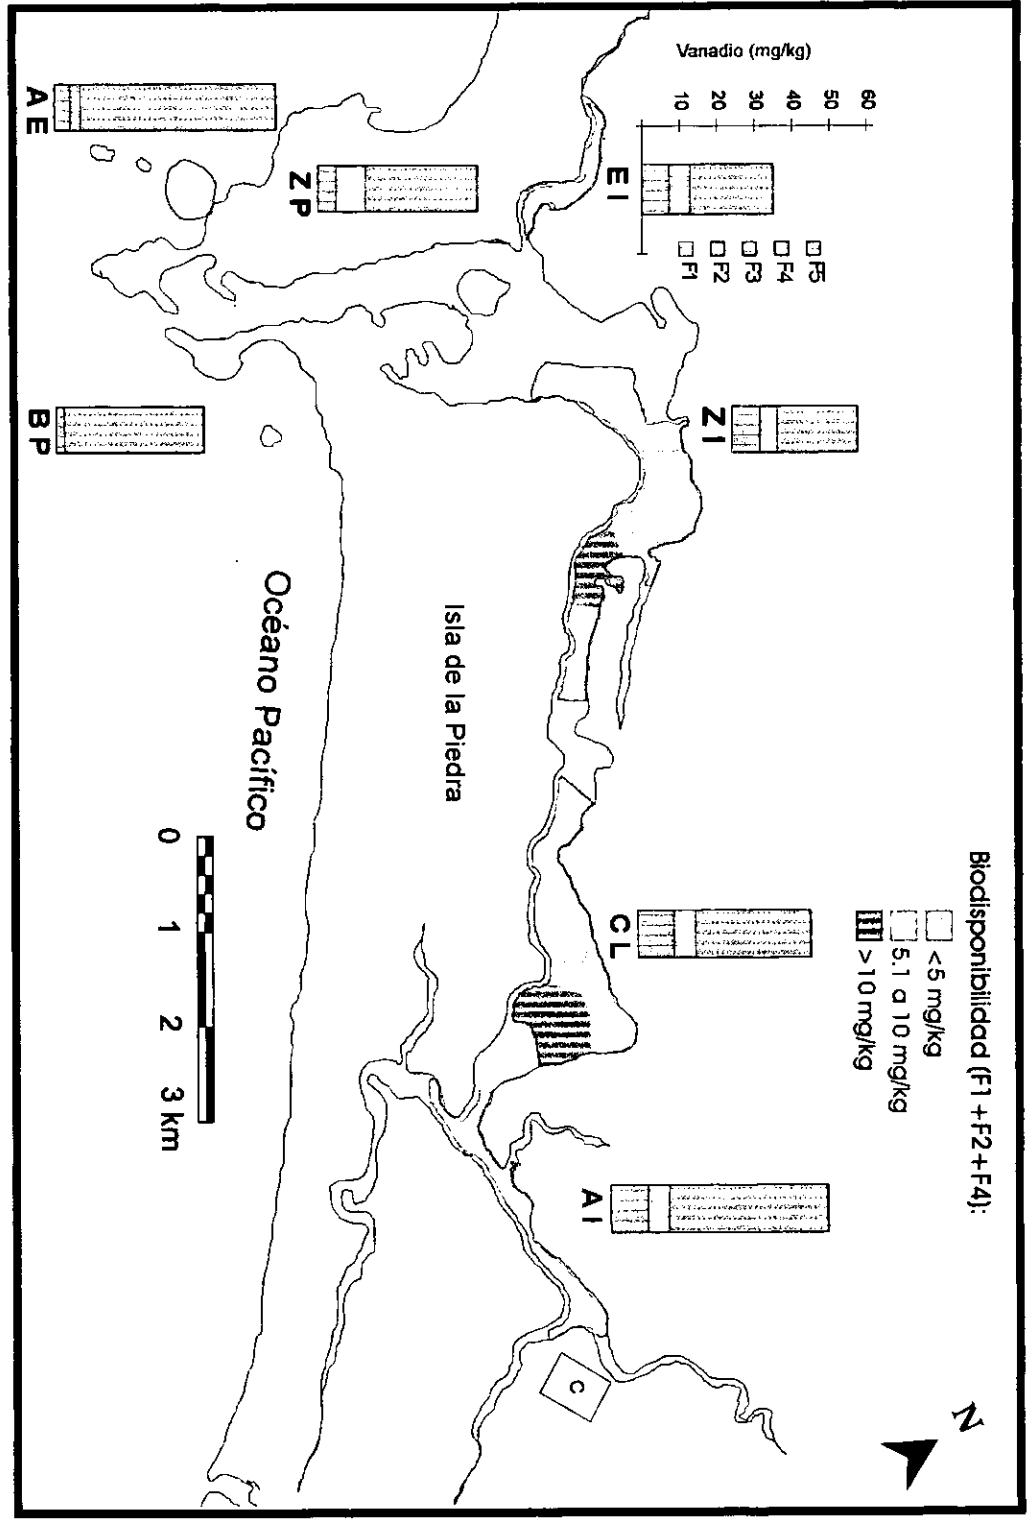 Vanadio (mg/kg)
60
50
40
30
20
10
F5
F4
F3
F2
F1
E I
Z P
A E
Z I
B P
C L
A I
Biodisponibilidad (F1+F2+F4):
<5 mg/kg
5.1 a 10 mg/kg
>10 mg/kg
Isla de la Piedra
Océano Pacífico
0 1 2 3 km
C
N